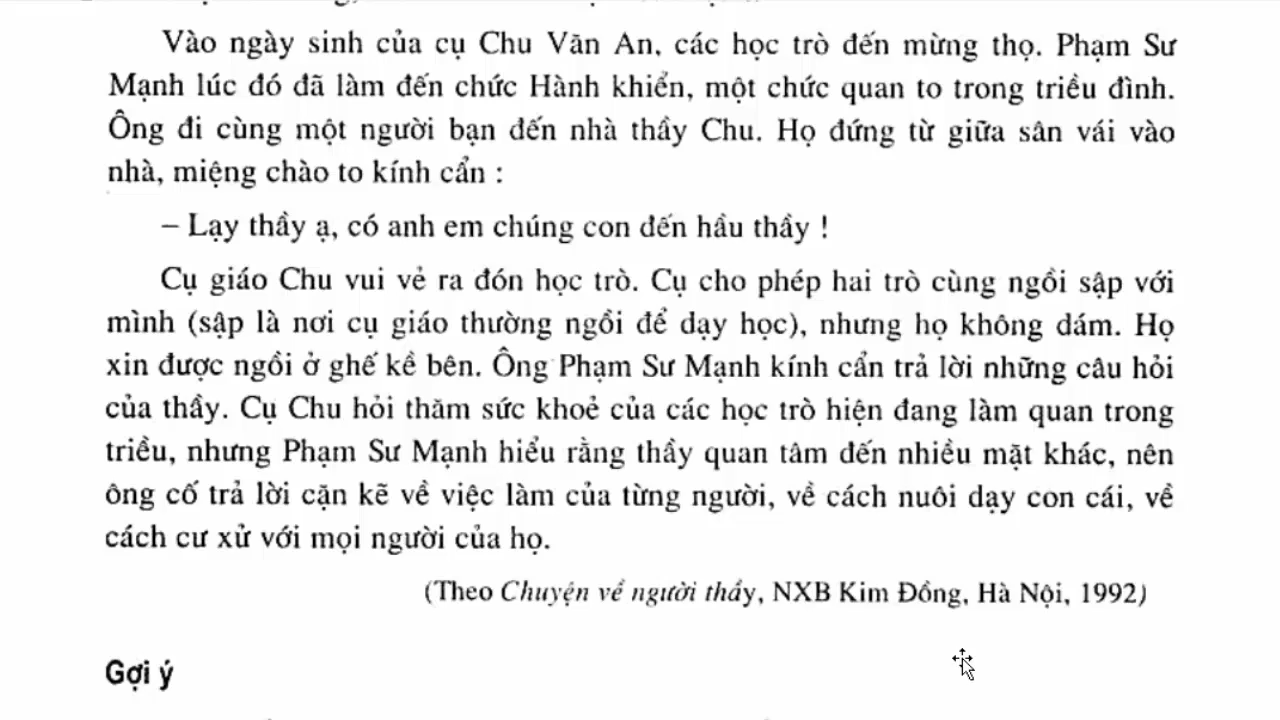 Vào ngày sinh của cụ Chu Văn An, các học trò đến mừng thọ. Phạm Sư
Mạnh lúc đó đã làm đến chức Hành khiển, một chức quan to trong triều đình.
Ông đi cùng một người bạn đến nhà thầy Chu. Họ đứng từ giữa sân vái vào
nhà, miệng chào to kính cẩn :
– Lạy thầy ạ, có anh em chúng con đến hầu thầy !
Cụ giáo Chu vui vẻ ra đón học trò. Cụ cho phép hai trò cùng ngồi sập với
mình (sập là nơi cụ giáo thường ngồi để dạy học), nhưng họ không dám. Họ
xin được ngồi ở ghế kề bên. Ông Phạm Sư Mạnh kính cẩn trả lời những câu hỏi
của thầy. Cụ Chu hỏi thăm sức khoẻ của các học trò hiện đang làm quan trong
triều, nhưng Phạm Sư Mạnh hiểu rằng thầy quan tâm đến nhiều mặt khác, nên
ông cố trả lời cặn kẽ về việc làm của từng người, về cách nuôi dạy con cái, về
cách cư xử với mọi người của họ.
(Theo Chuyện về người thầy, NXB Kim Đồng, Hà Nội, 1992)
Gợi ý